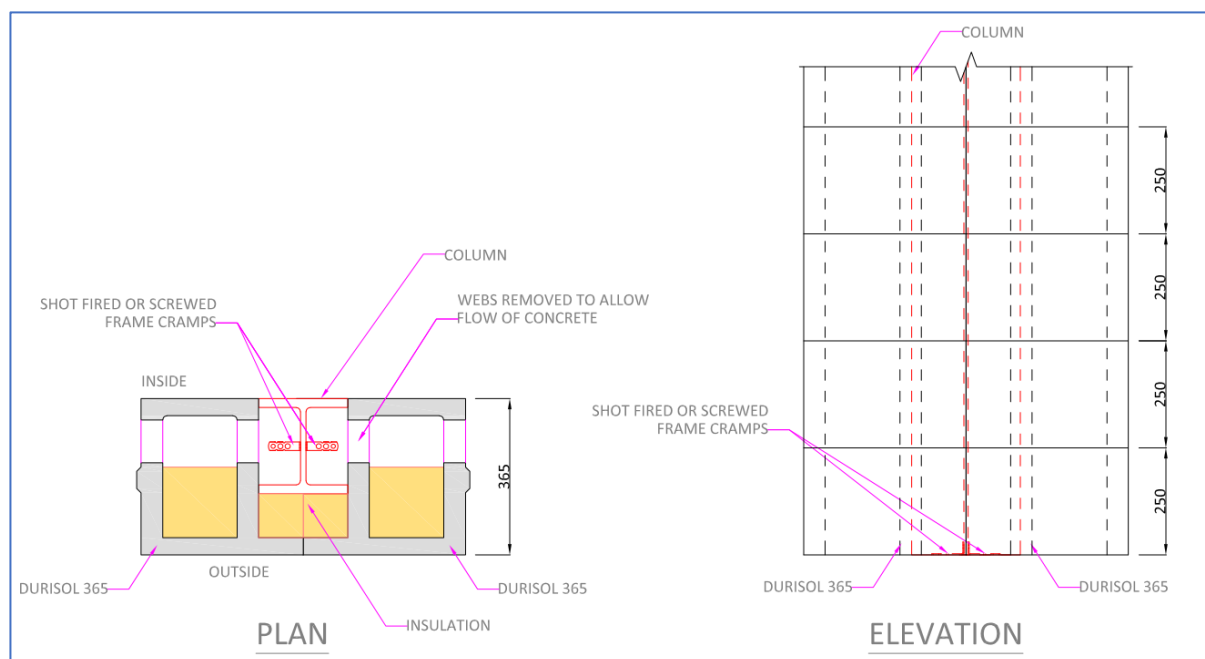 COLUMN
SHOT FIRED OR SCREWED
FRAME CRAMPS
WEBS REMOVED TO ALLOW
FLOW OF CONCRETE
INSIDE
365
OUTSIDE
DURISOL 365
DURISOL 365
INSULATION
PLAN
COLUMN
250
250
250
250
SHOT FIRED OR SCREWED
FRAME CRAMPS
DURISOL 365
DURISOL 365
ELEVATION